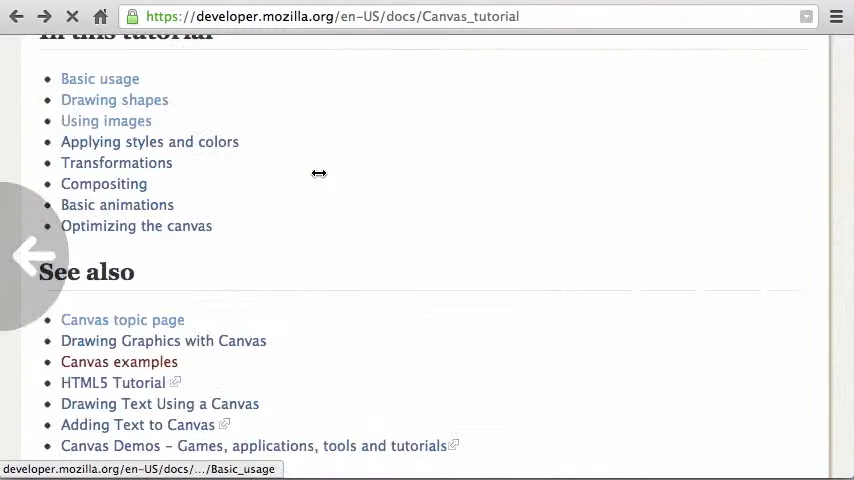 https://developer.mozilla.org/en-US/docs/Canvas_tutorial
In this tutorial
Basic usage
Drawing shapes
Using images
Applying styles and colors
Transformations
Compositing
Basic animations
Optimizing the canvas
See also
Canvas topic page
Drawing Graphics with Canvas
Canvas examples
HTML5 Tutorial
Drawing Text Using a Canvas
Adding Text to Canvas
Canvas Demos – Games, applications, tools and tutorials
developer.mozilla.org/en-US/docs/.../Basic_usage